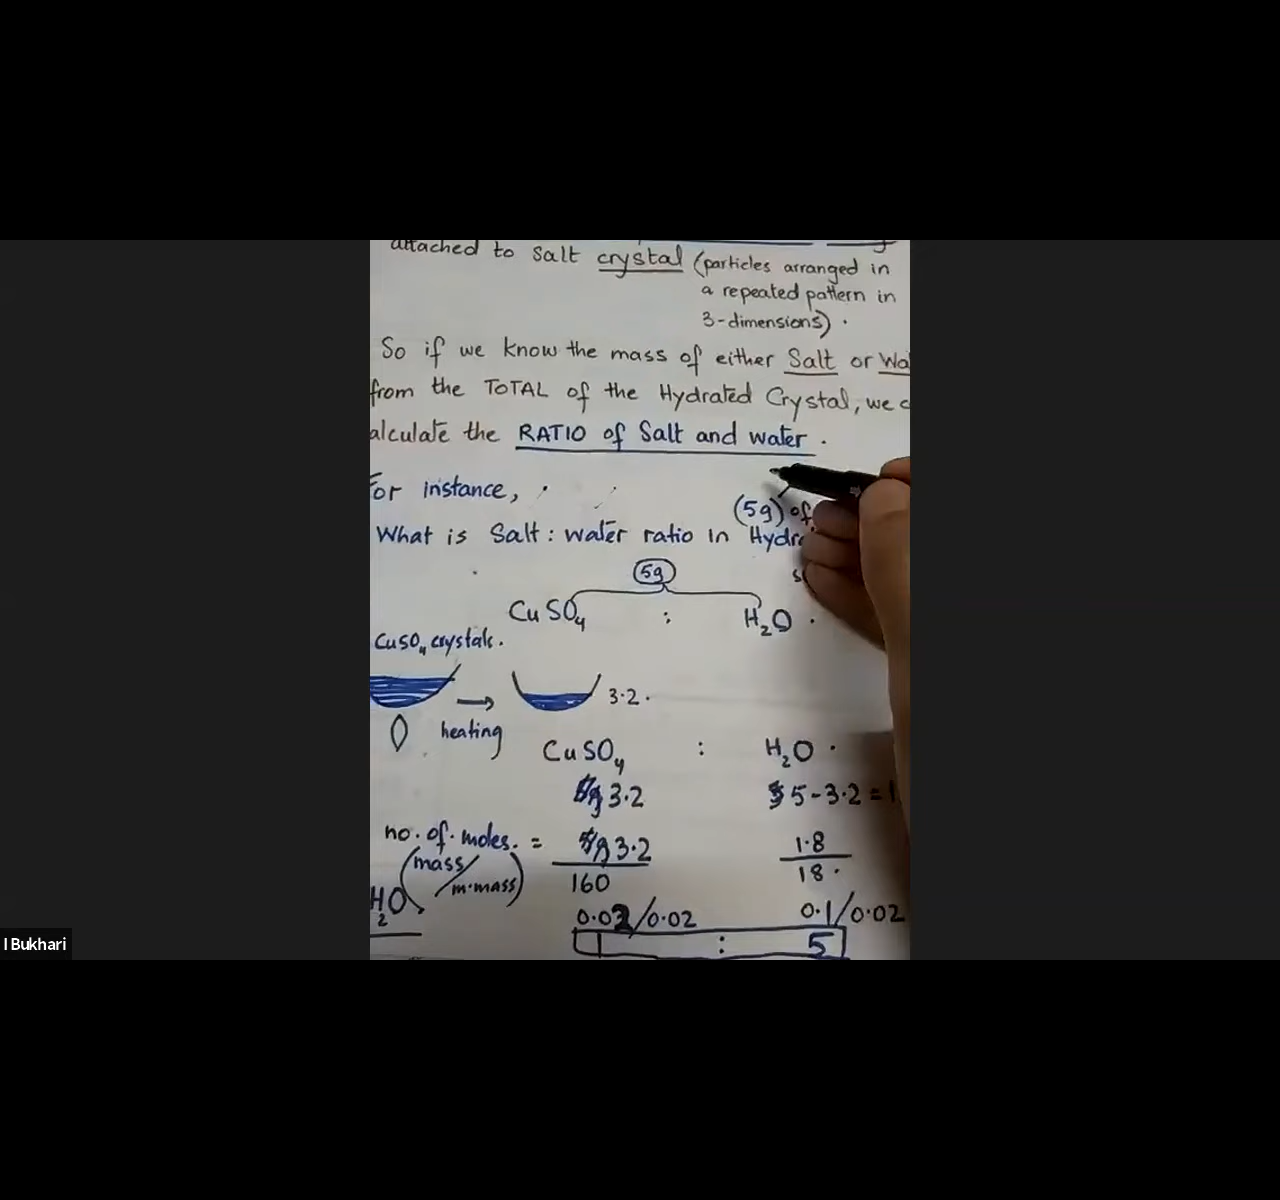 attached to Salt crystal (particles arranged in
a repeated pattern in
3-dimensions).
So if we know the mass of either Salt or Wa
from the TOTAL of the Hydrated Crystal, we c
alculate the RATIO of Salt and water.
For instance,
(5g) of
What is Salt : water ratio in Hydra
5g
CuSO4 : H2O.
CuSO4 crystals.
heating
3.2.
CuSO4 : H2O.
3.2 5-3.2=1
no. of. moles. = 3.2 1.8
(mass/m.mass) 160 18.
H2O
0.02/0.02 0.1/0.02
1 : 5
I Bukhari